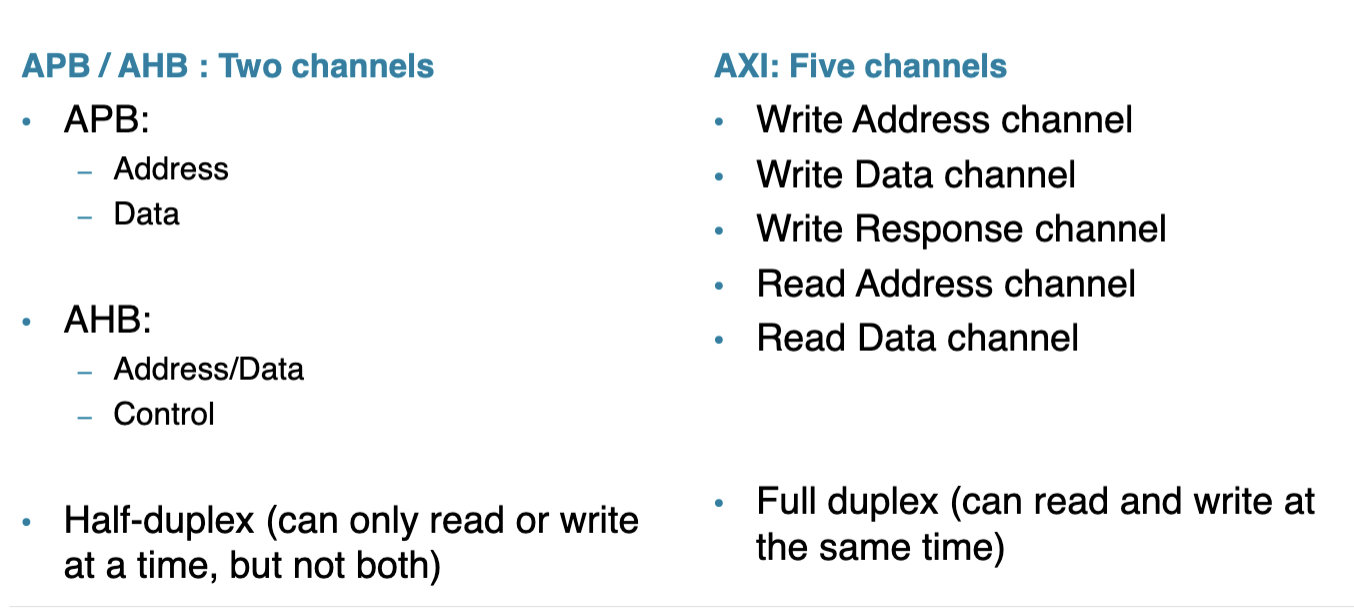 APB / AHB : Two channels
• APB:
– Address
– Data
• AHB:
– Address/Data
– Control
• Half-duplex (can only read or write
at a time, but not both)
AXI: Five channels
• Write Address channel
• Write Data channel
• Write Response channel
• Read Address channel
• Read Data channel
• Full duplex (can read and write at
the same time)